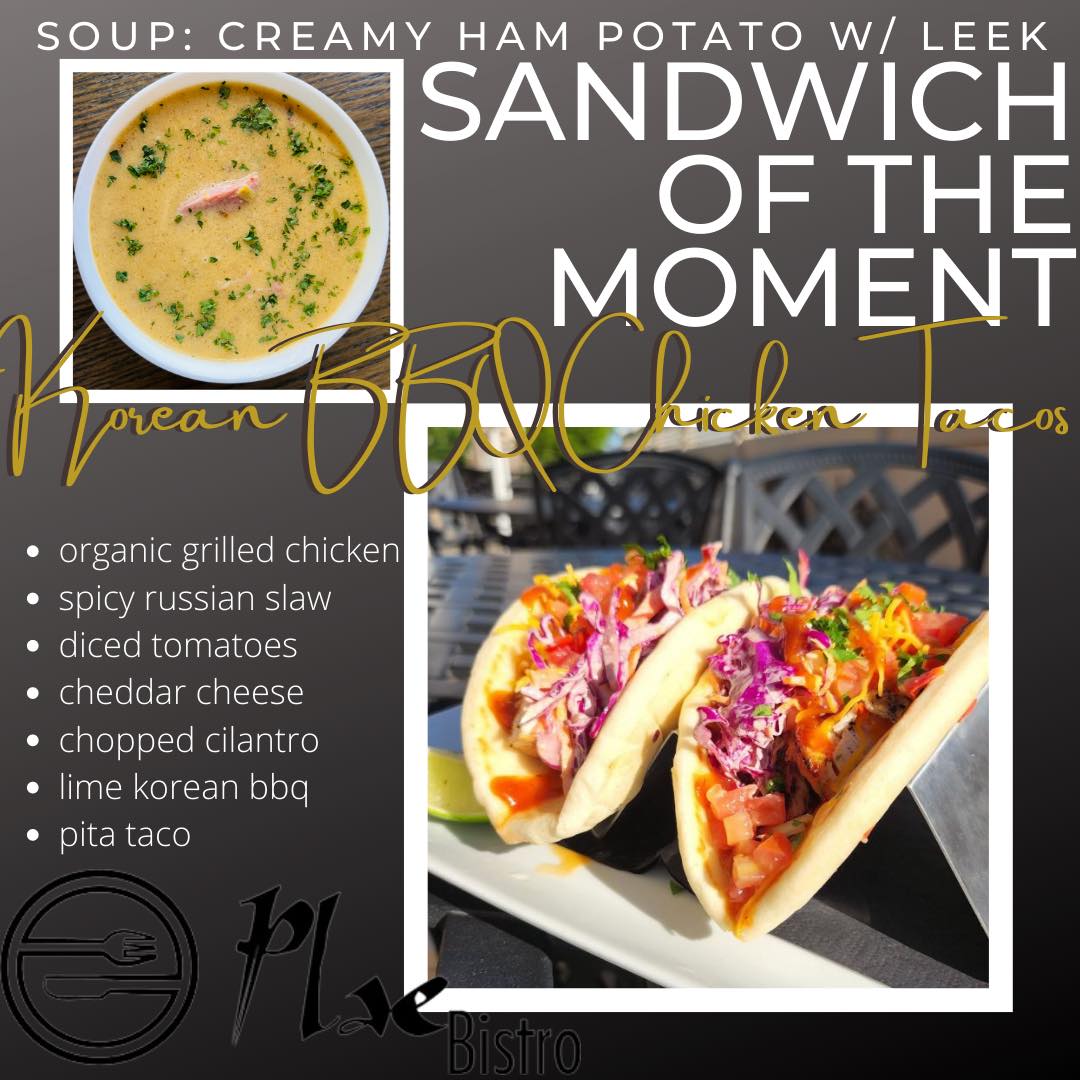 SOUP: CREAMY HAM POTATO W/ LEEK
SANDWICH
OF THE
MOMENT
Korean BBQ Chicken Tacos
organic grilled chicken
spicy russian slaw
diced tomatoes
cheddar cheese
chopped cilantro
lime korean bbq
pita taco
Plae
Bistro